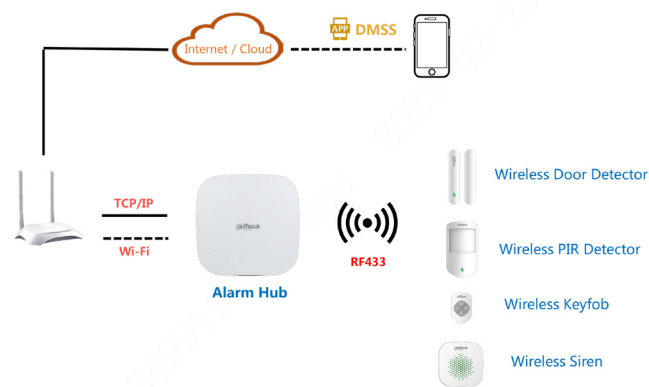 APP DMSS
Internet / Cloud
TCP/IP
Wi-Fi
alhua
Alarm Hub
RF433
Wireless Door Detector
Wireless PIR Detector
Wireless Keyfob
Wireless Siren